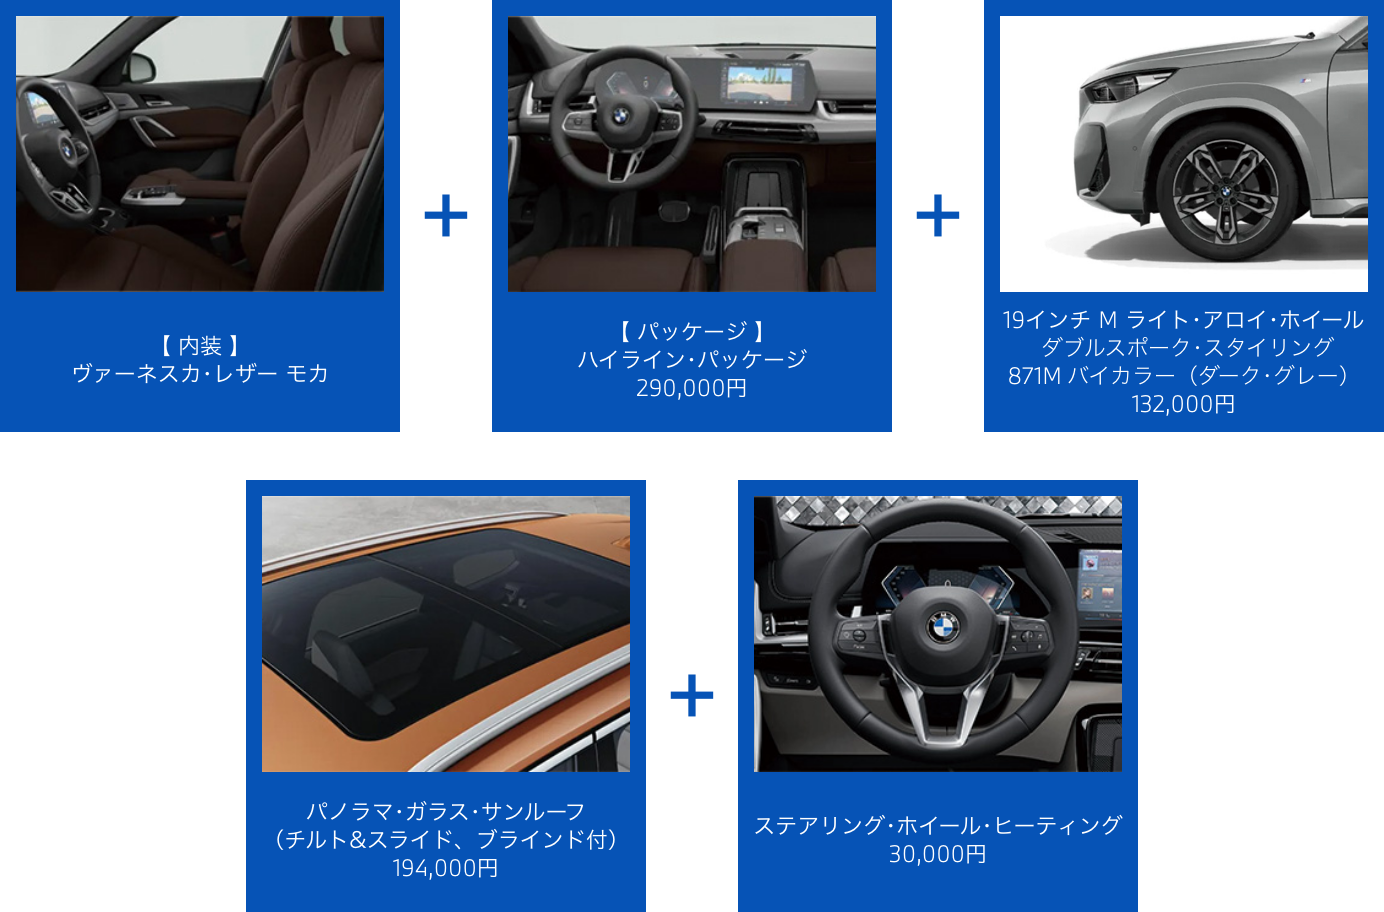 【 内装 】
ヴァーネスカ･レザー モカ
【 パッケージ 】
ハイライン･パッケージ
290,000円
19インチ M ライト･アロイ･ホイール
ダブルスポーク･スタイリング
871M バイカラー（ダーク･グレー）
132,000円
パノラマ･ガラス･サンルーフ
（チルト&スライド、ブラインド付）
194,000円
ステアリング･ホイール･ヒーティング
30,000円